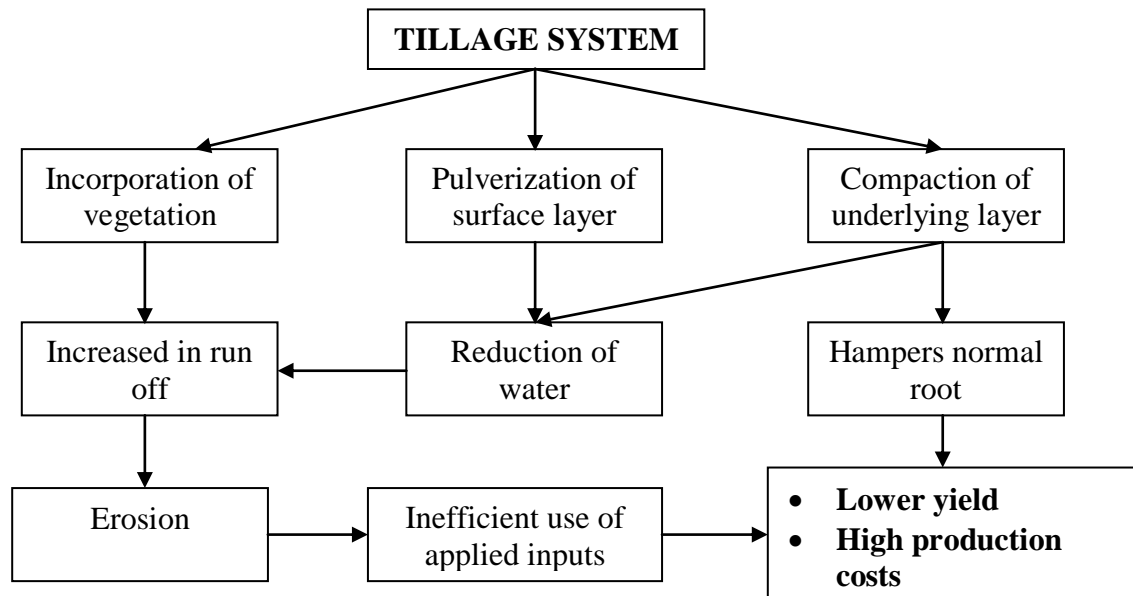 TILLAGE SYSTEM
Incorporation of
vegetation
Pulverization of
surface layer
Compaction of
underlying layer
Increased in run
off
Reduction of
water
Hampers normal
root
Erosion
Inefficient use of
applied inputs
• Lower yield
• High production
costs